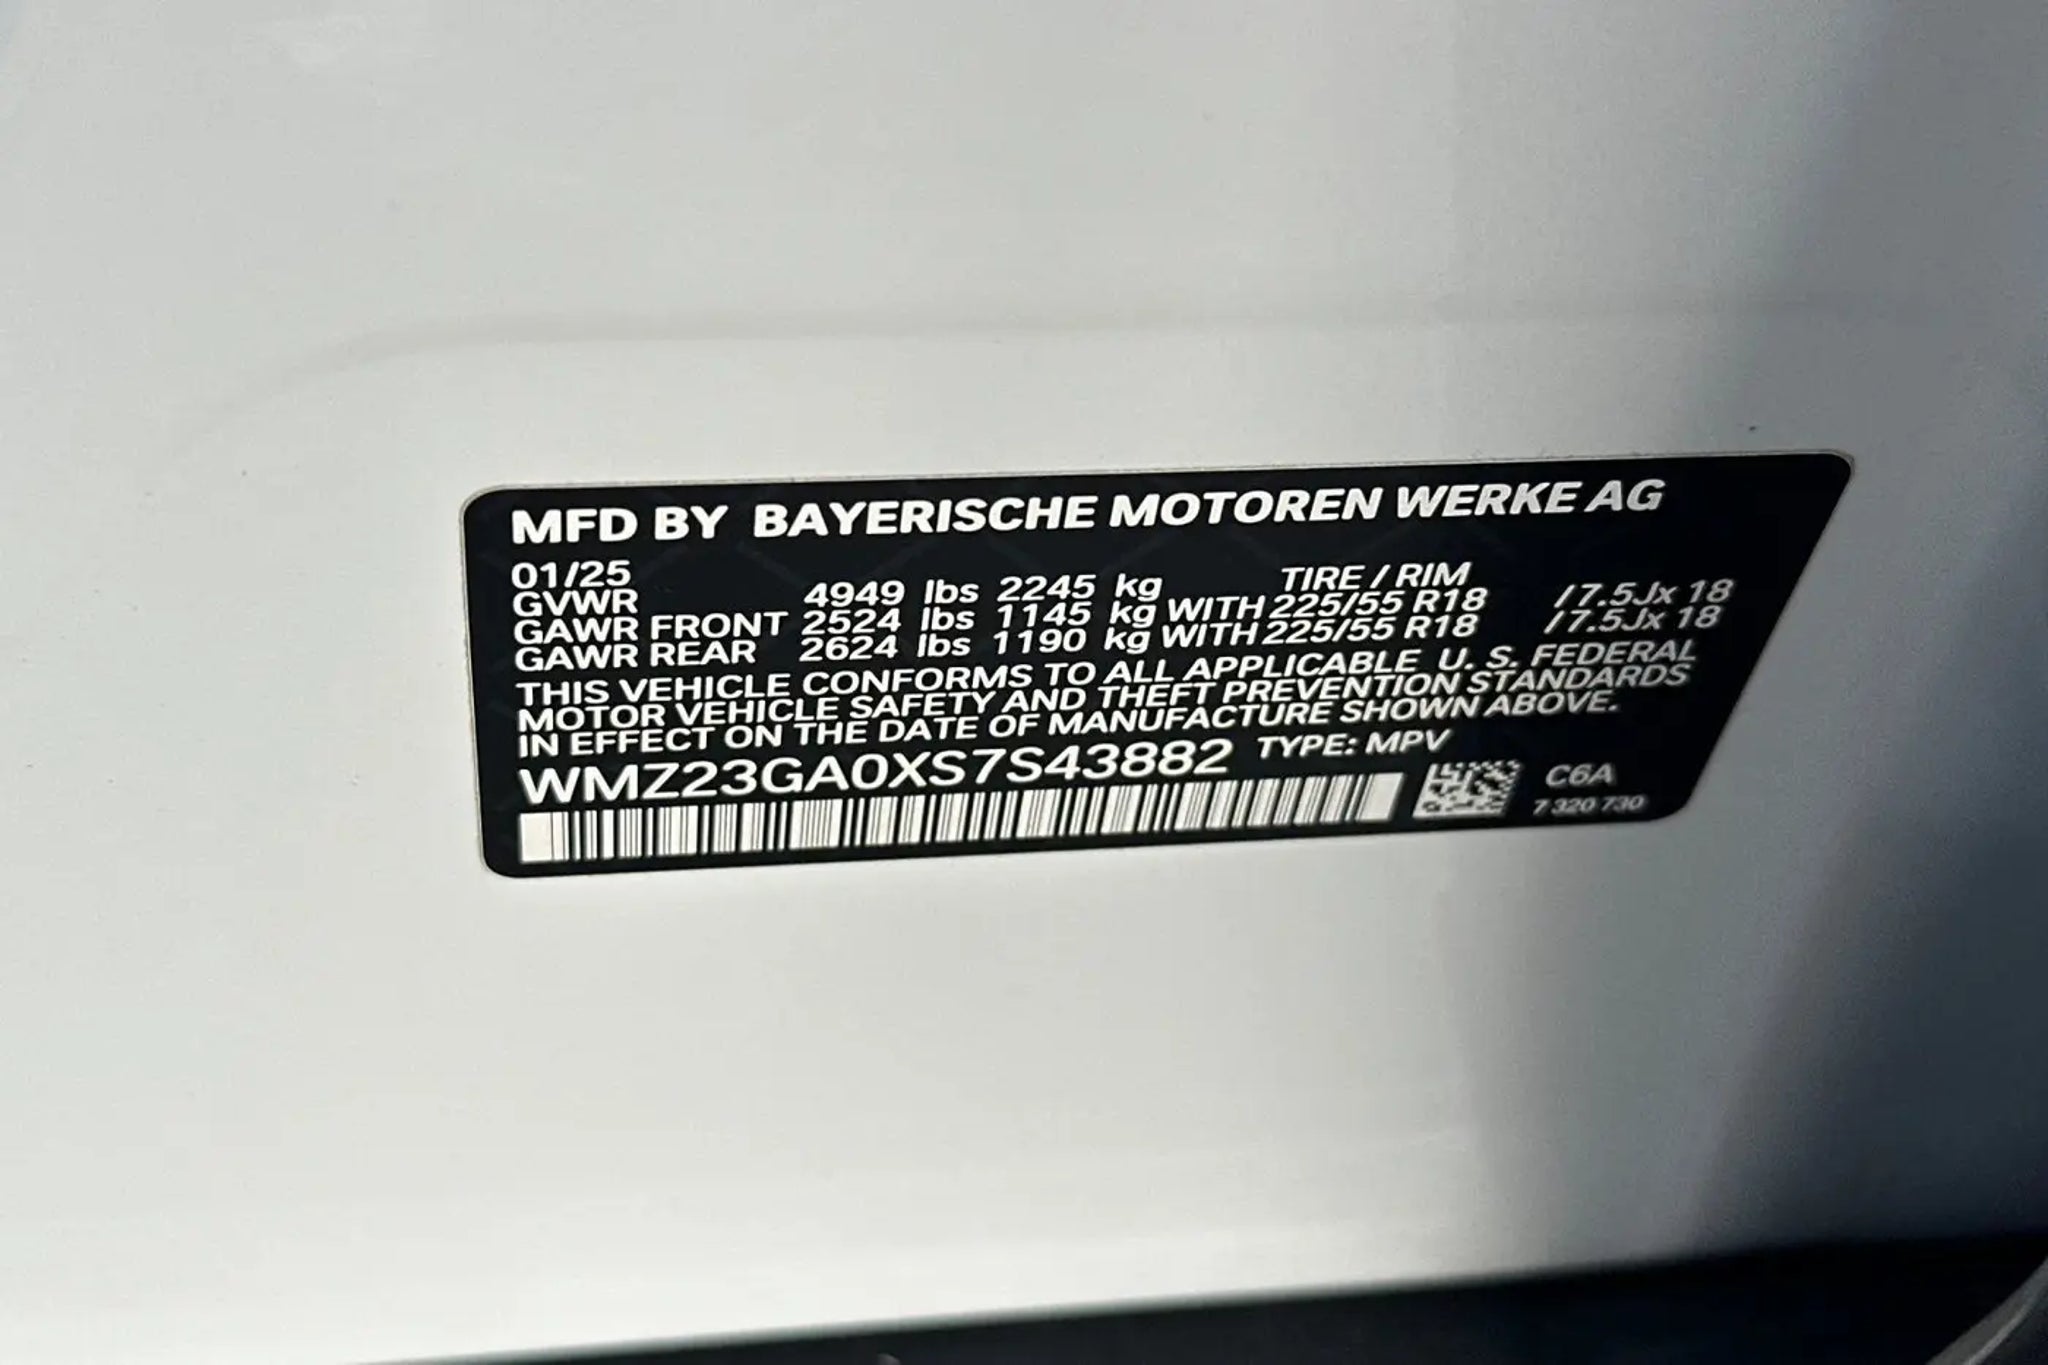 MFD BY BAYERISCHE MOTOREN WERKE AG
01/25 TIRE / RIM
GVWR 4949 lbs 2245 kg
GAWR FRONT 2524 lbs 1145 kg WITH 225/55 R18 /7.5Jx 18
GAWR REAR 2624 lbs 1190 kg WITH 225/55 R18 /7.5Jx 18
THIS VEHICLE CONFORMS TO ALL APPLICABLE U. S. FEDERAL
MOTOR VEHICLE SAFETY AND THEFT PREVENTION STANDARDS
IN EFFECT ON THE DATE OF MANUFACTURE SHOWN ABOVE.
WMZ23GA0XS7S43882 TYPE: MPV
C6A
7 320 730